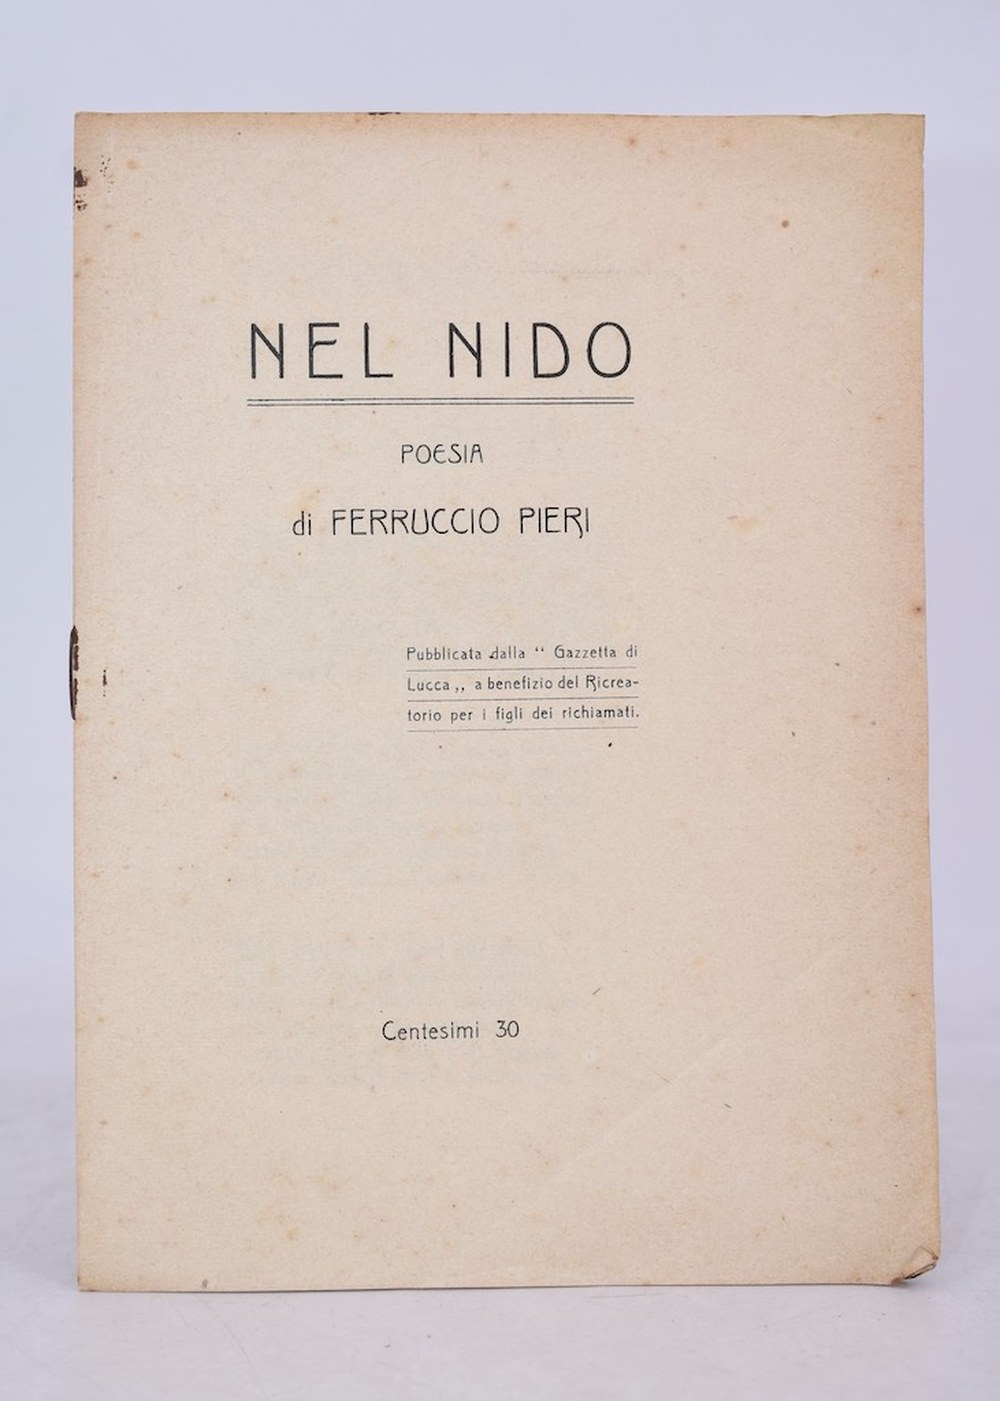 NEL NIDO
POESIA
di FERRUCCIO PIERI
Pubblicata dalla “ Gazzetta di
Lucca „ a benefizio del Ricrea-
torio per i figli dei richiamati.
Centesimi 30